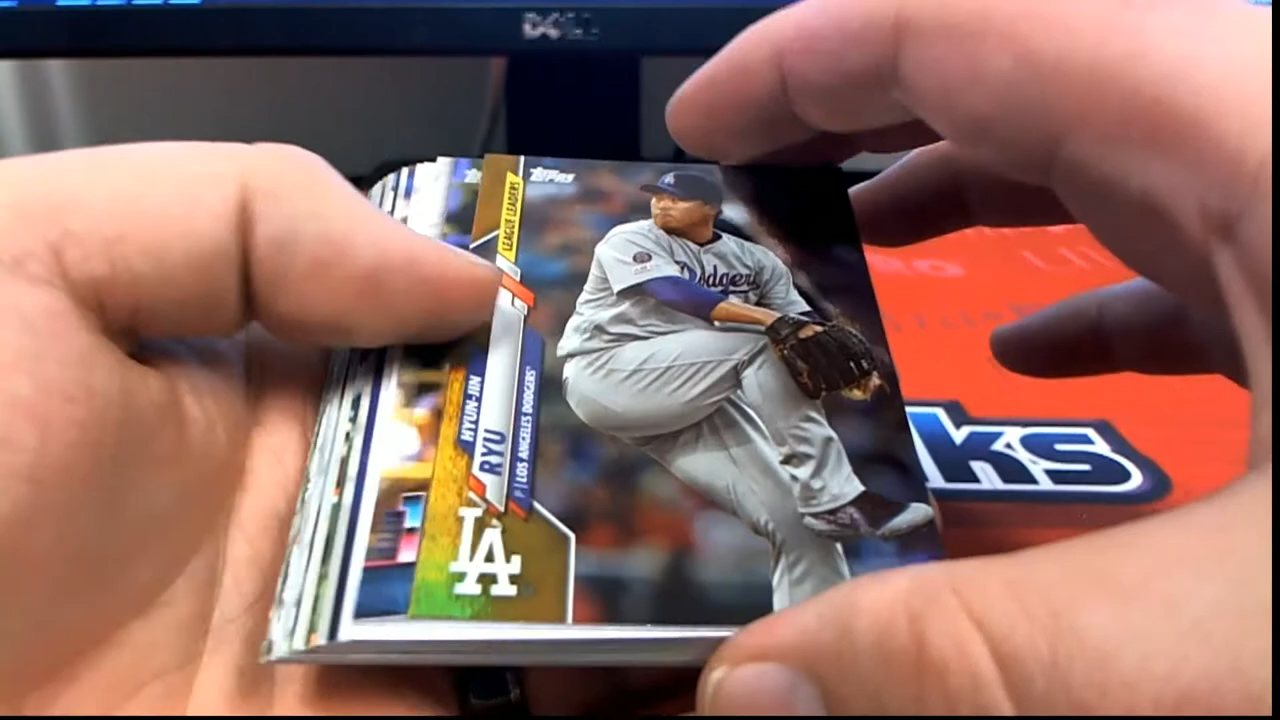 DELL
TOPPS
LEAGUE LEADERS
HYUN-JIN
RYU
P | LOS ANGELES DODGERS
LA
Dodgers
ks